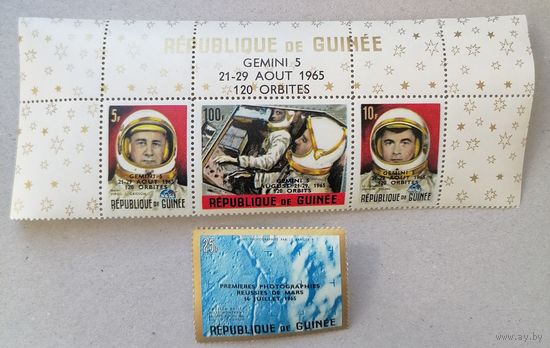 RÉPUBLIQUE DE GUINÉE
GEMINI 5
21-29 AOUT 1965
120 ORBITES
5F
GEMINI 5
21-29 AOUT 1965
120 ORBITES
RÉPUBLIQUE DE GUINÉE
100F
GEMINI 5
AUGUST 21-29, 1965
120 ORBITES
RÉPUBLIQUE DE GUINÉE
10F
GEMINI 5
21-29 AOUT 1965
120 ORBITES
RÉPUBLIQUE DE GUINÉE
25F
PREMIERES PHOTOGRAPHIES
REUSSIES DE MARS
14 JUILLET 1965
RÉPUBLIQUE DE GUINÉE
www.ay.by